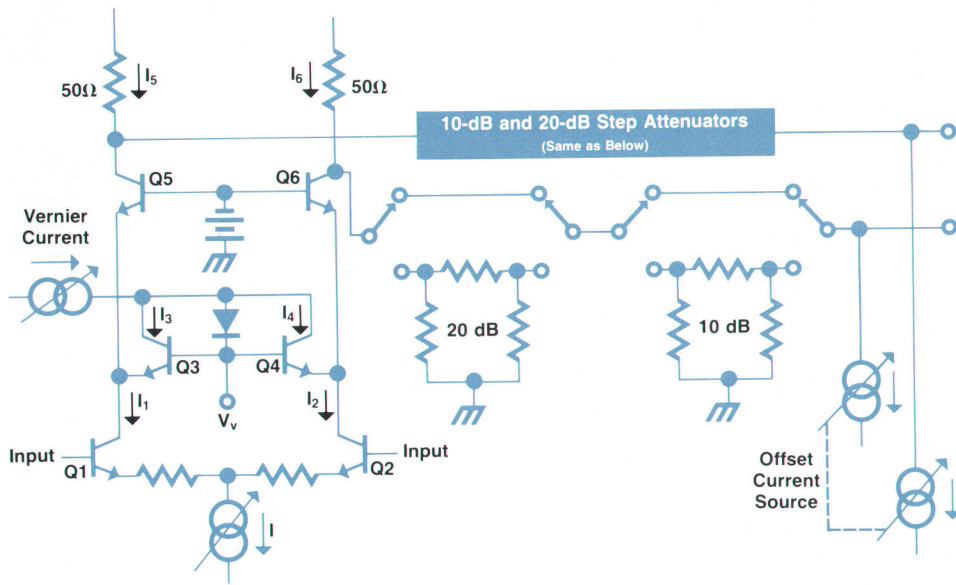 I₅
I₆
50Ω
50Ω
10-dB and 20-dB Step Attenuators
(Same as Below)
Q5
Q6
Vernier
Current
I₃
I₄
20 dB
10 dB
Q3
Q4
I₁
I₂
Vᵥ
Input
Input
Q1
Q2
Offset
Current
Source
I